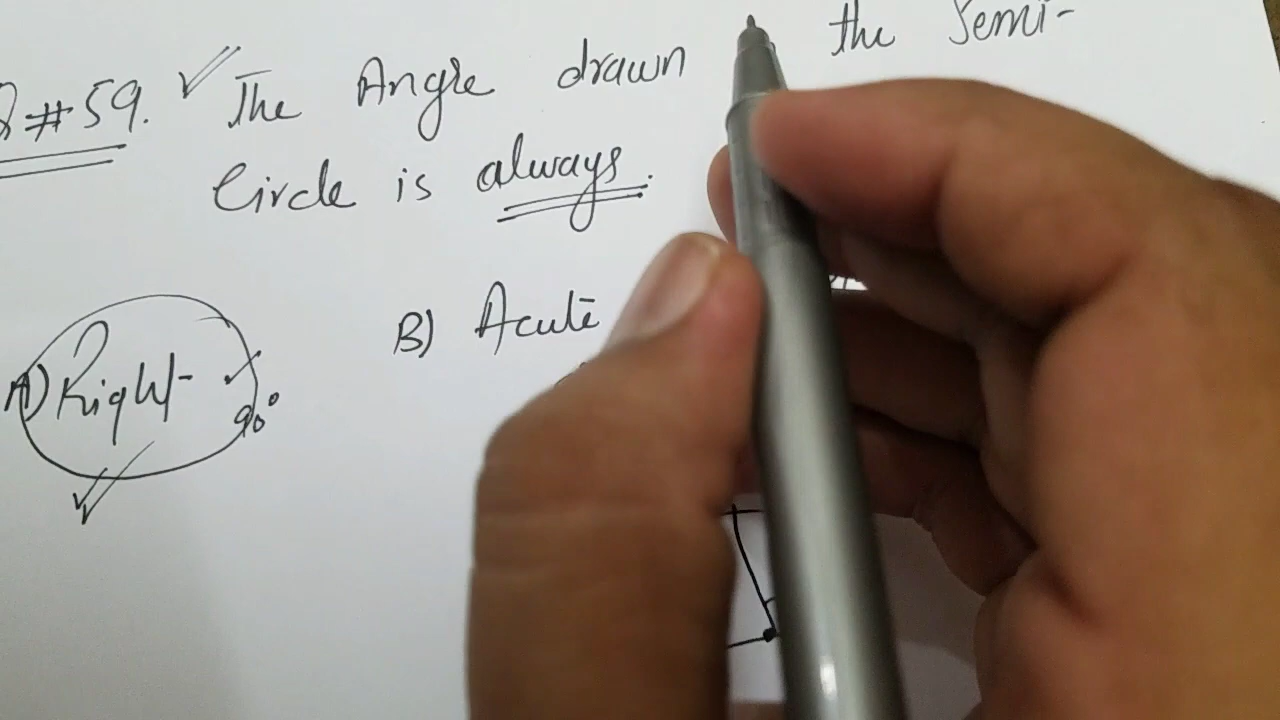 Q#59. The Angle drawn the Semi-
Circle is always.
A) Right 90°
B) Acute